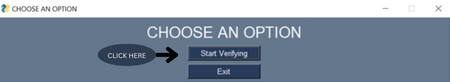 CHOOSE AN OPTION
CHOOSE AN OPTION
CLICK HERE
Start Verifying
Exit